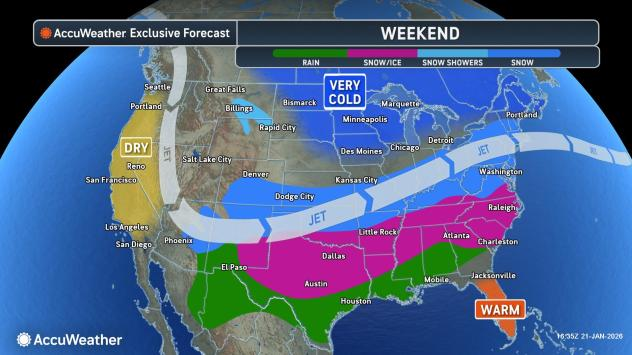 AccuWeather Exclusive Forecast
WEEKEND
RAIN
SNOW/ICE
SNOW SHOWERS
SNOW
VERY
COLD
Seattle
Great Falls
Portland
Billings
Bismarck
Marquette
Portland
Rapid City
Minneapolis
DRY
Reno
JET
Salt Lake City
Des Moines
Chicago
Detroit
JET
JET
San Francisco
Denver
Kansas City
Washington
Dodge City
Los Angeles
JET
Raleigh
San Diego
Phoenix
Little Rock
Atlanta
Charleston
El Paso
Dallas
Austin
Houston
Mobile
Jacksonville
WARM
AccuWeather
16:35Z 21-JAN-2026